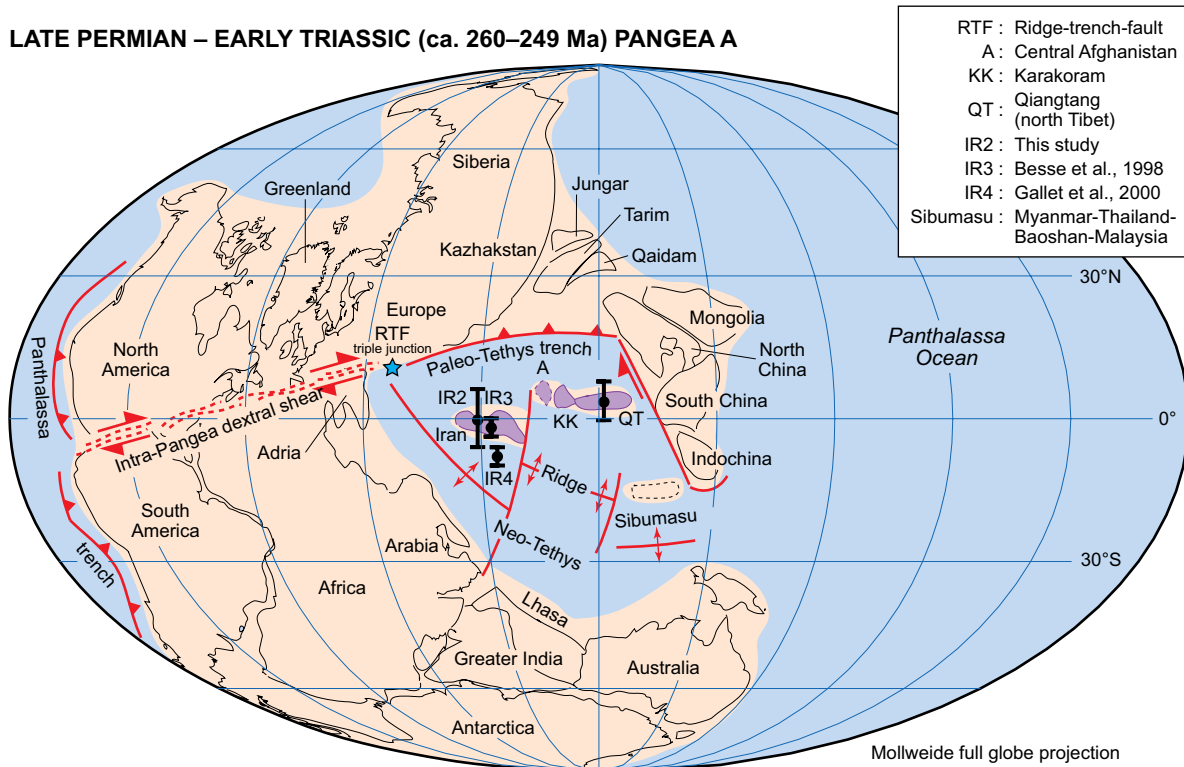 LATE PERMIAN – EARLY TRIASSIC (ca. 260–249 Ma) PANGEA A
RTF : Ridge-trench-fault
A : Central Afghanistan
KK : Karakoram
QT : Qiangtang
(north Tibet)
IR2 : This study
IR3 : Besse et al., 1998
IR4 : Gallet et al., 2000
Sibumasu : Myanmar-Thailand-
Baoshan-Malaysia
Siberia
Greenland
Jungar
Tarim
Kazhakstan
Qaidam
30°N
Europe
RTF
triple junction
Mongolia
Panthalassa
Ocean
North
America
Panthalassa
Paleo-Tethys trench
North
China
A
IR2
IR3
South China
KK
QT
0°
Intra-Pangea dextral shear
Iran
Adria
IR4
Indochina
Ridge
South
America
Sibumasu
trench
Arabia
Neo-Tethys
30°S
Africa
Lhasa
Greater India
Australia
Antarctica
Mollweide full globe projection